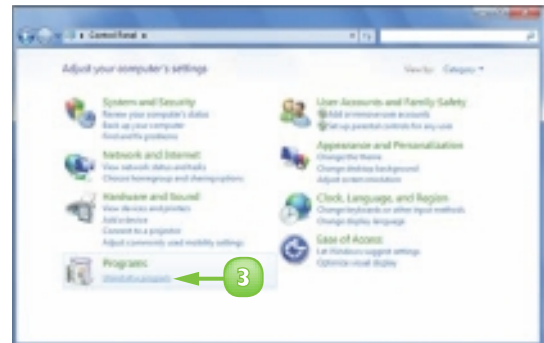 Control Panel
Adjust your computer's settings
View by: Category
System and Security
Review your computer's status
Back up your computer
Find and fix problems
Network and Internet
View network status and tasks
Choose homegroup and sharing options
Hardware and Sound
View devices and printers
Add a device
Connect to a projector
Adjust commonly used mobility settings
Programs
Uninstall a program
3
User Accounts and Family Safety
Add or remove user accounts
Set up parental controls for any user
Appearance and Personalization
Change the theme
Change desktop background
Adjust screen resolution
Clock, Language, and Region
Change keyboards or other input methods
Change display language
Ease of Access
Let Windows suggest settings
Optimize visual display